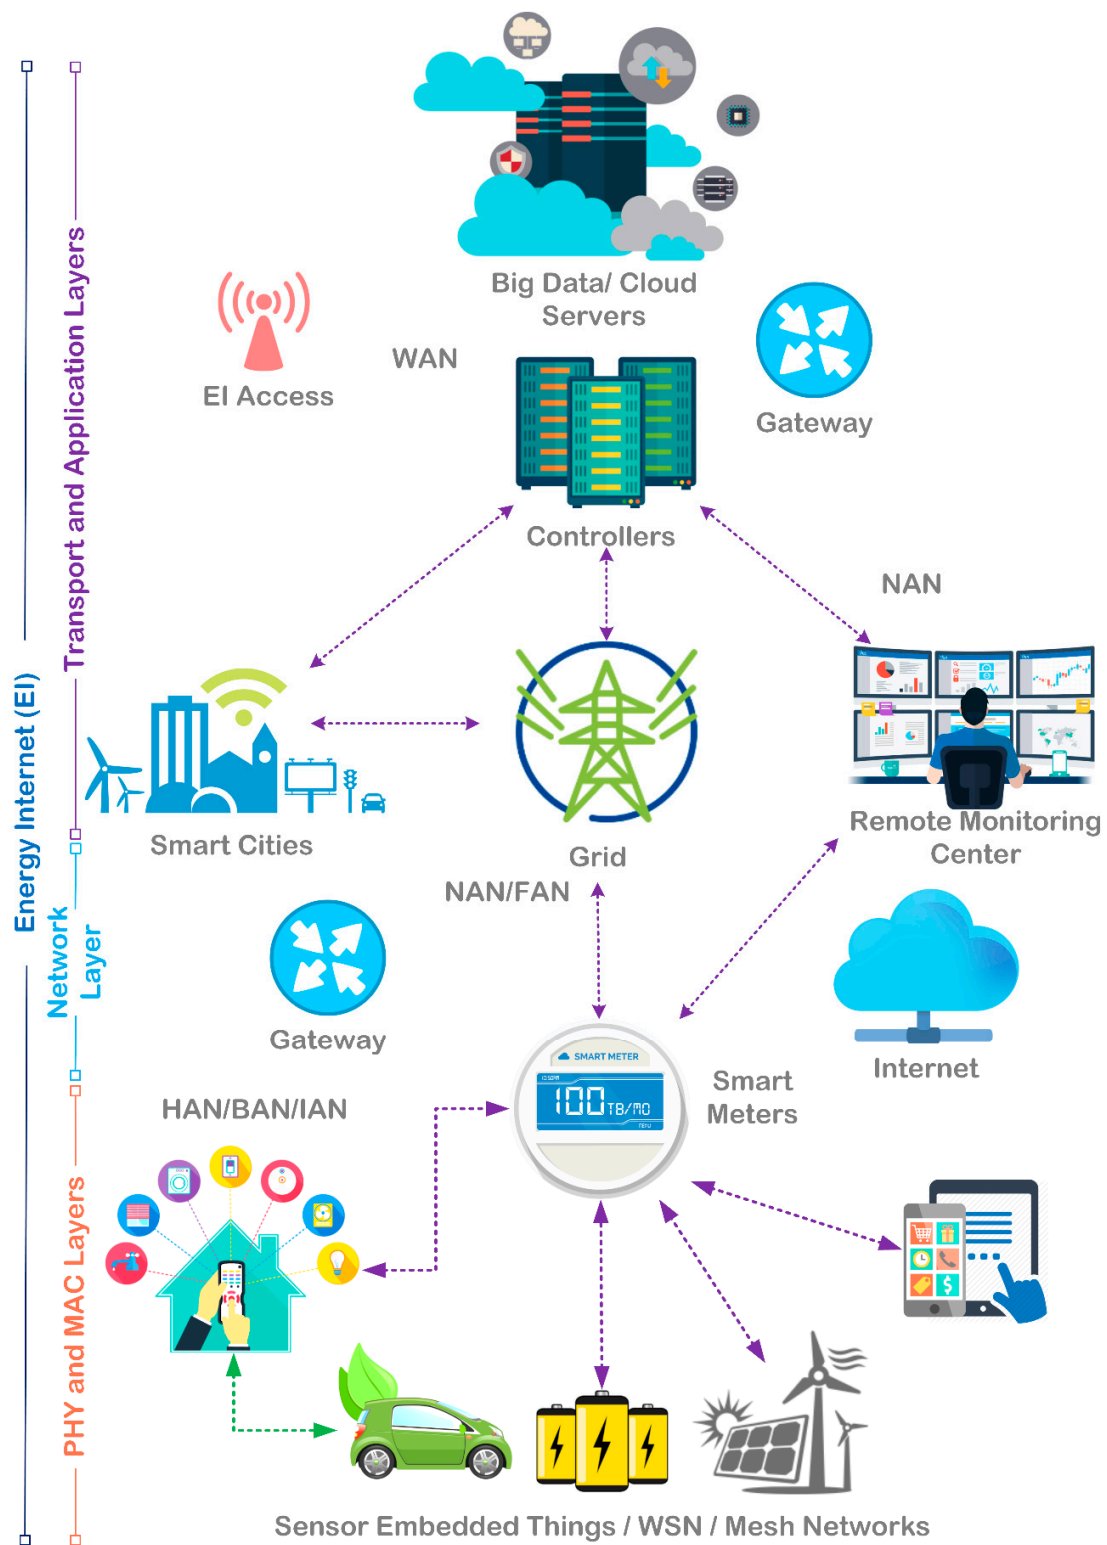 Big Data/ Cloud
Servers
EI Access
WAN
Gateway
Controllers
NAN
Transport and Application Layers
Energy Internet (EI)
Smart Cities
Grid
Remote Monitoring
Center
NAN/FAN
Network
Layer
Gateway
Internet
SMART METER
100 TB/MO
Smart
Meters
HAN/BAN/IAN
PHY and MAC Layers
$
Sensor Embedded Things / WSN / Mesh Networks